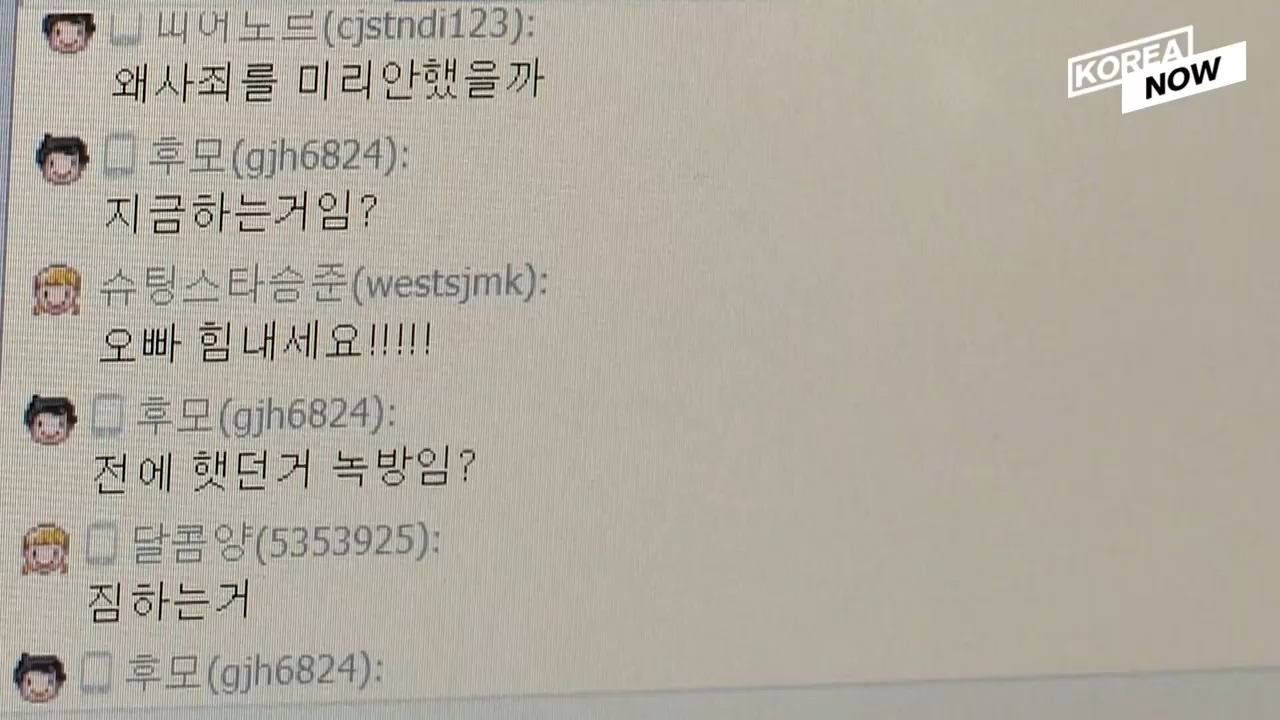 씨어노드(cjstndi123):
왜사죄를 미리안했을까
후모(gjh6824):
지금하는거임?
슈팅스타승준(westsjmk):
오빠 힘내세요!!!!!
후모(gjh6824):
전에 햇던거 녹방임?
달콤양(5353925):
짐하는거
후모(gjh6824):
KOREA
NOW